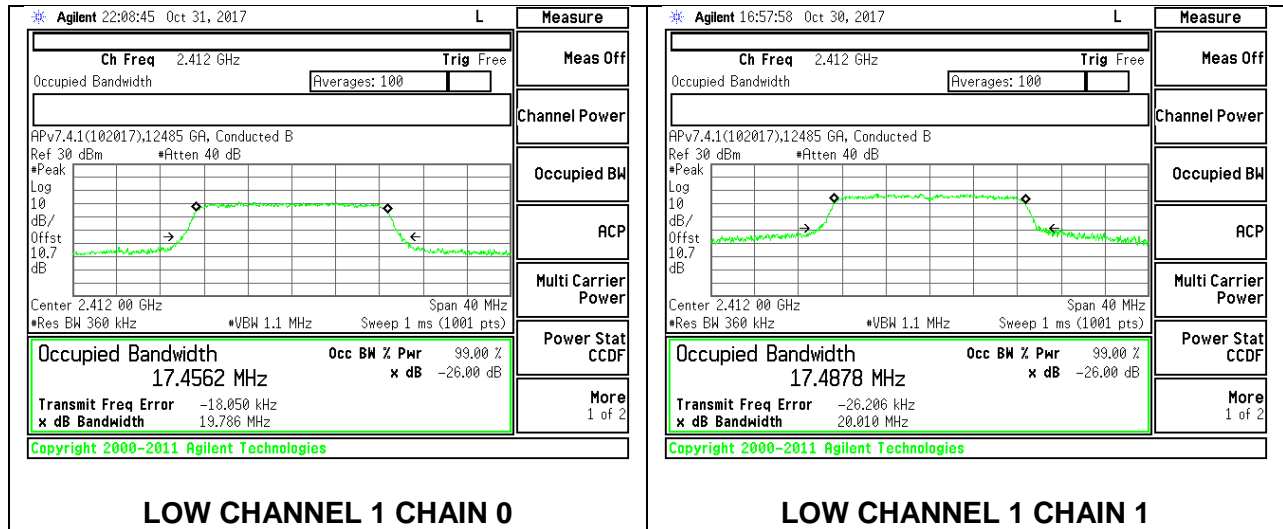 Agilent 22:08:45 Oct 31, 2017 L Measure
Ch Freq 2.412 GHz Trig Free
Occupied Bandwidth Averages: 100
APv7.4.1(102017),12485 GA, Conducted B
Ref 30 dBm #Atten 40 dB
#Peak
Log
10
dB/
Offst
10.7
dB
Center 2.412 00 GHz Span 40 MHz
#Res BW 360 kHz #VBW 1.1 MHz Sweep 1 ms (1001 pts)
Occupied Bandwidth Occ BW % Pwr 99.00 %
17.4562 MHz x dB -26.00 dB
Transmit Freq Error -18.050 kHz
x dB Bandwidth 19.786 MHz
Copyright 2000-2011 Agilent Technologies
Meas Off
Channel Power
Occupied BW
ACP
Multi Carrier
Power
Power Stat
CCDF
More
1 of 2
LOW CHANNEL 1 CHAIN 0
Agilent 16:57:58 Oct 30, 2017 L Measure
Ch Freq 2.412 GHz Trig Free
Occupied Bandwidth Averages: 100
APv7.4.1(102017),12485 GA, Conducted B
Ref 30 dBm #Atten 40 dB
#Peak
Log
10
dB/
Offst
10.7
dB
Center 2.412 00 GHz Span 40 MHz
#Res BW 360 kHz #VBW 1.1 MHz Sweep 1 ms (1001 pts)
Occupied Bandwidth Occ BW % Pwr 99.00 %
17.4878 MHz x dB -26.00 dB
Transmit Freq Error -26.206 kHz
x dB Bandwidth 20.010 MHz
Copyright 2000-2011 Agilent Technologies
Meas Off
Channel Power
Occupied BW
ACP
Multi Carrier
Power
Power Stat
CCDF
More
1 of 2
LOW CHANNEL 1 CHAIN 1